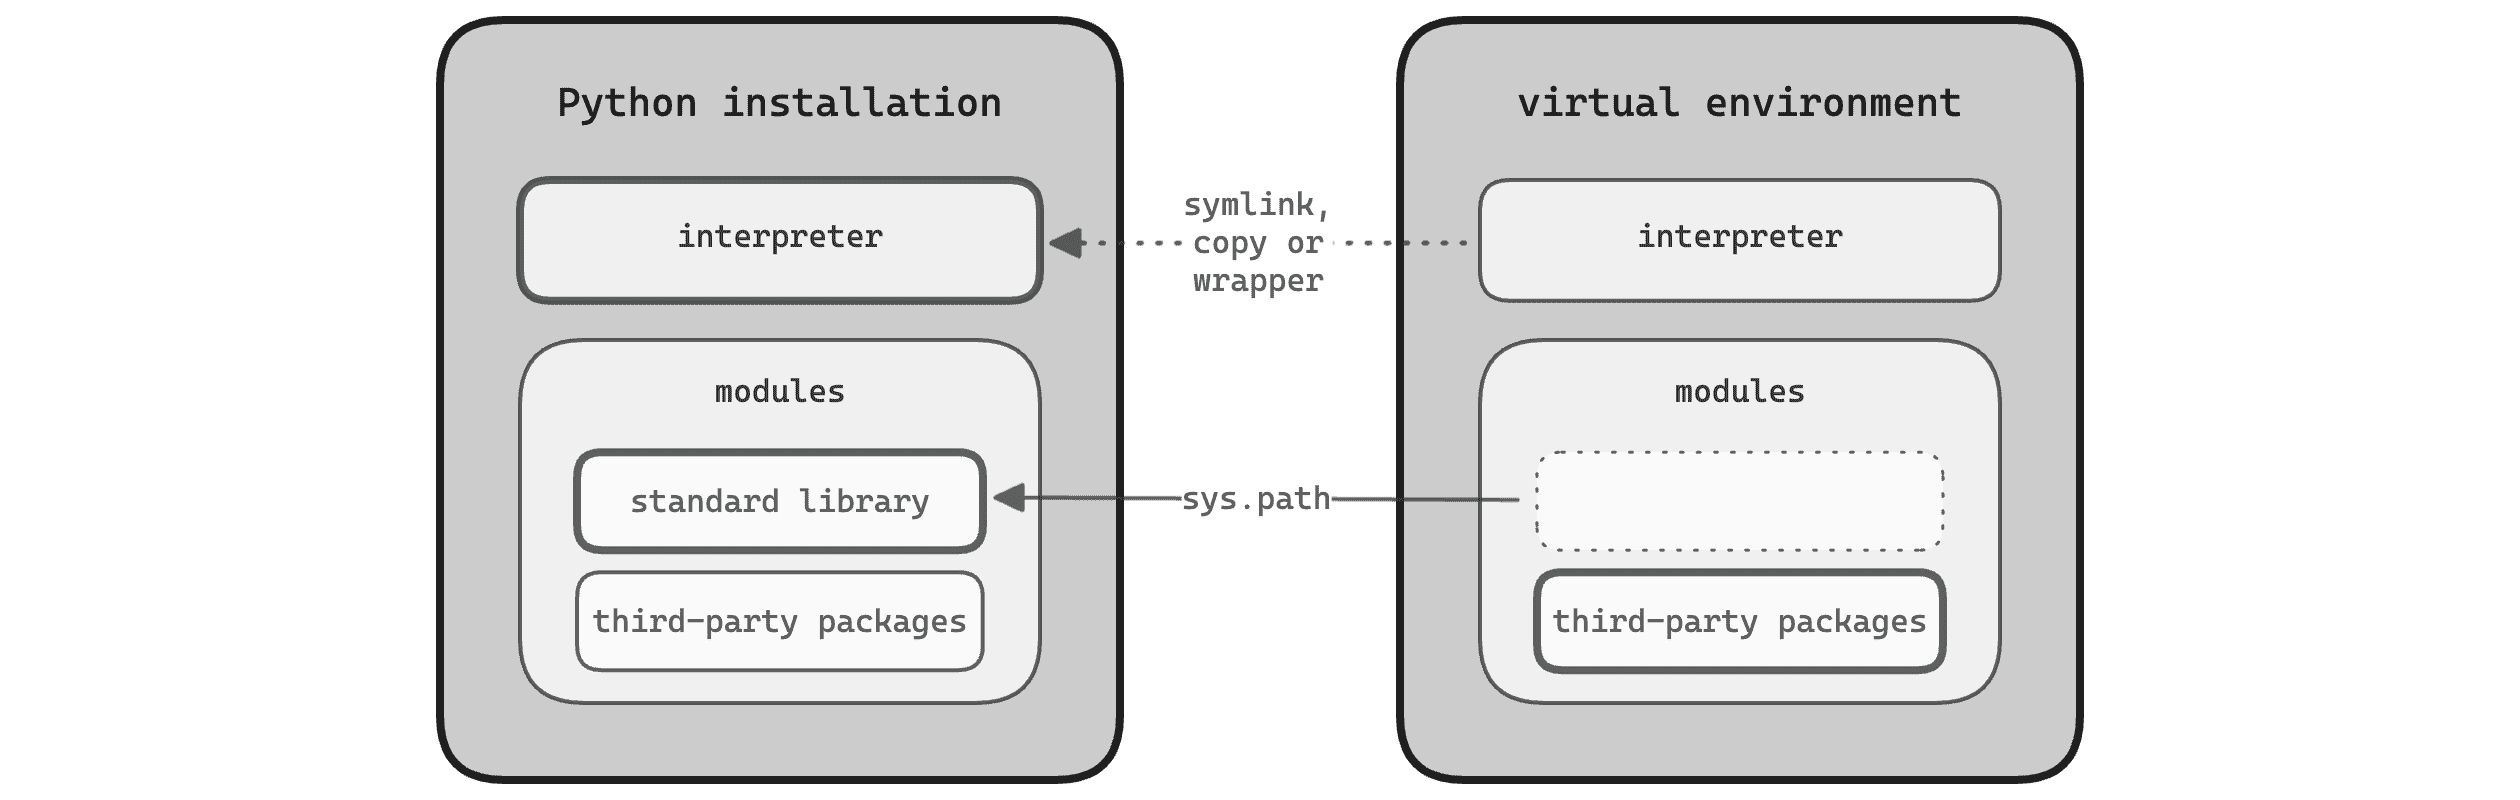 Python installation
interpreter
modules
standard library
third-party packages
symlink,
copy or
wrapper
sys.path
virtual environment
interpreter
modules
third-party packages